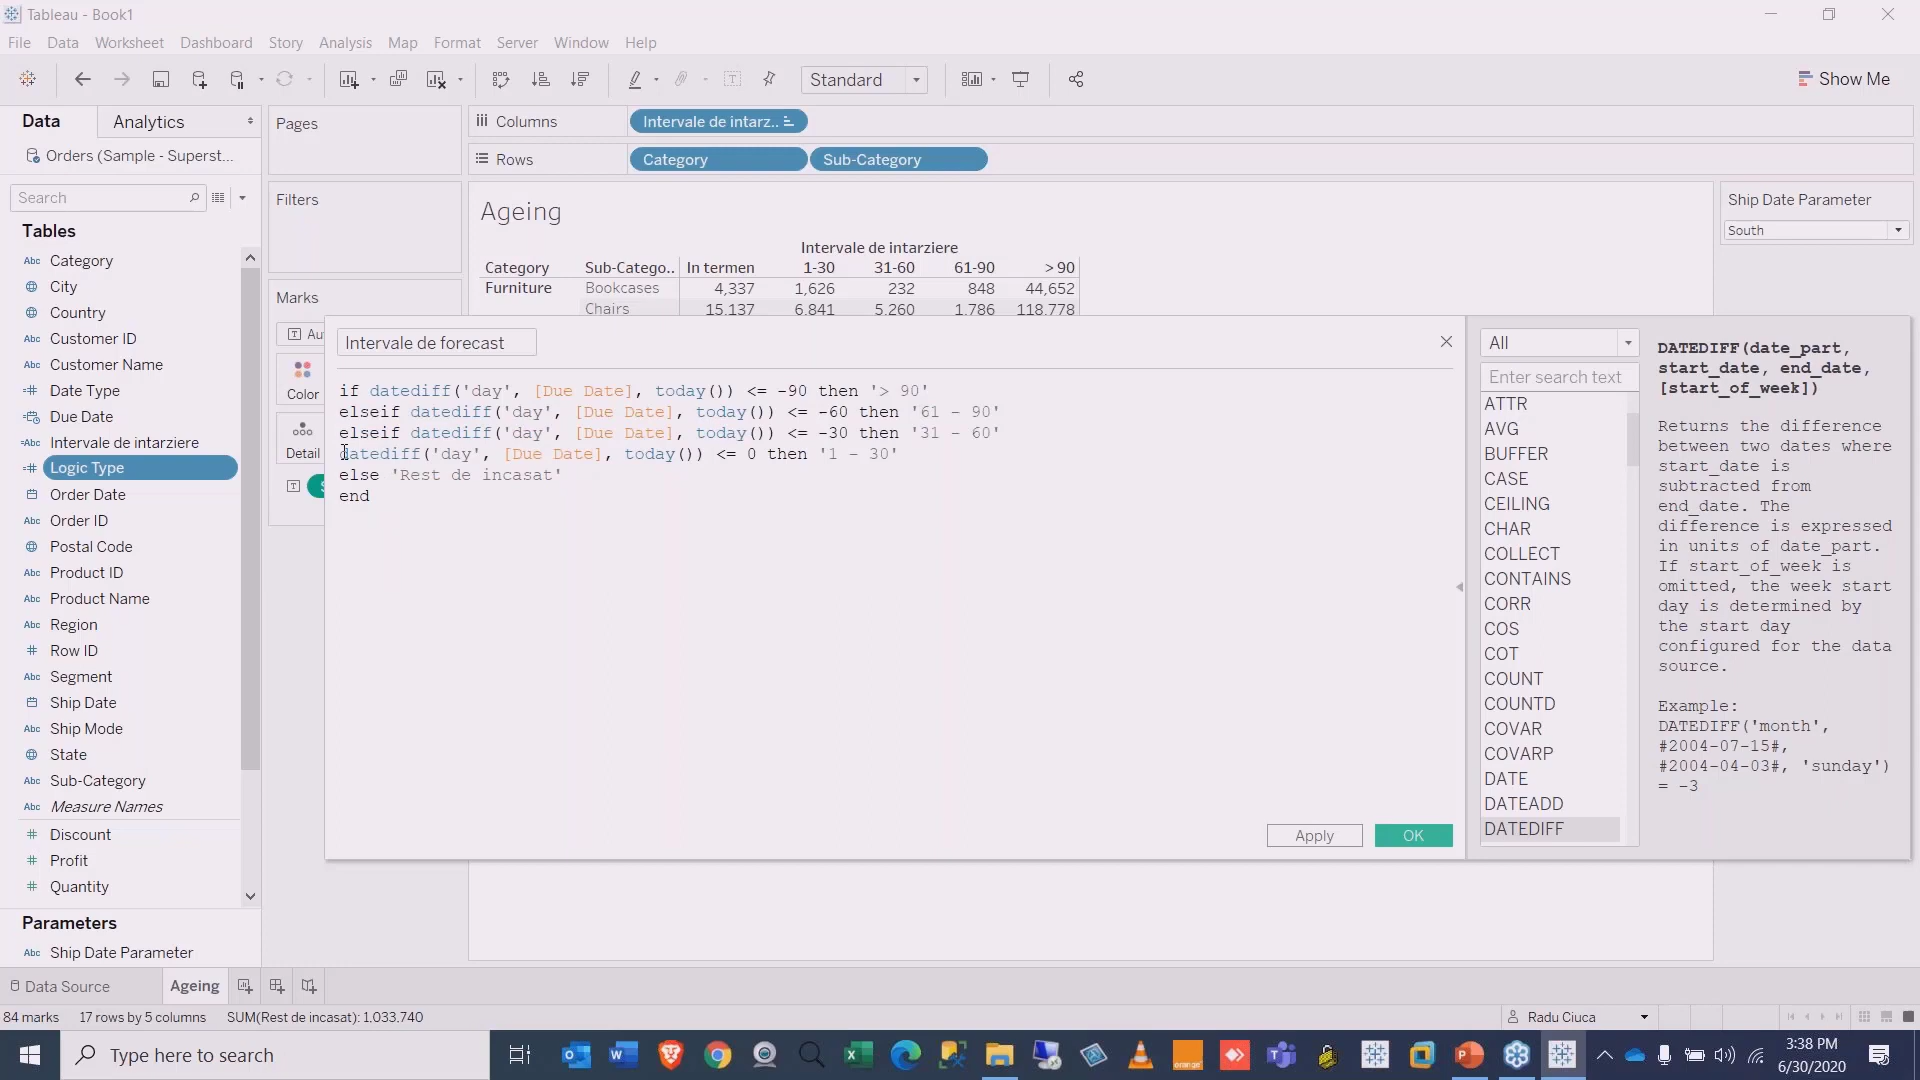 Tableau - Book1
File Data Worksheet Dashboard Story Analysis Map Format Server Window Help
Standard
Show Me
Data
Analytics
Orders (Sample - Superst...
Search
Tables
Abc Category
City
Country
Abc Customer ID
Abc Customer Name
=# Date Type
Due Date
=Abc Intervale de intarziere
=# Logic Type
Order Date
Abc Order ID
Postal Code
Abc Product ID
Abc Product Name
Abc Region
# Row ID
Abc Segment
Ship Date
Abc Ship Mode
State
Abc Sub-Category
Abc Measure Names
# Discount
# Profit
# Quantity
Parameters
Abc Ship Date Parameter
Pages
Filters
Marks
Color
Detail
Columns
Intervale de intarz..
Rows
Category
Sub-Category
Ageing
Intervale de intarziere
Category Sub-Catego.. In termen 1-30 31-60 61-90 > 90
Furniture Bookcases 4,337 1,626 232 848 44,652
Chairs 15,137 6,841 5,260 1,786 118,778
Ship Date Parameter
South
Intervale de forecast
if datediff('day', [Due Date], today()) <= -90 then '> 90'
elseif datediff('day', [Due Date], today()) <= -60 then '61 - 90'
elseif datediff('day', [Due Date], today()) <= -30 then '31 - 60'
datediff('day', [Due Date], today()) <= 0 then '1 - 30'
else 'Rest de incasat'
end
Apply
OK
All
Enter search text
ATTR
AVG
BUFFER
CASE
CEILING
CHAR
COLLECT
CONTAINS
CORR
COS
COT
COUNT
COUNTD
COVAR
COVARP
DATE
DATEADD
DATEDIFF
DATEDIFF(date_part,
start_date, end_date,
[start_of_week])
Returns the difference
between two dates where
start_date is
subtracted from
end_date. The
difference is expressed
in units of date_part.
If start_of_week is
omitted, the week start
day is determined by
the start day
configured for the data
source.
Example:
DATEDIFF('month',
#2004-07-15#,
#2004-04-03#, 'sunday')
= -3
Data Source
Ageing
84 marks 17 rows by 5 columns SUM(Rest de incasat): 1.033.740
Radu Ciuca
Type here to search
3:38 PM
6/30/2020